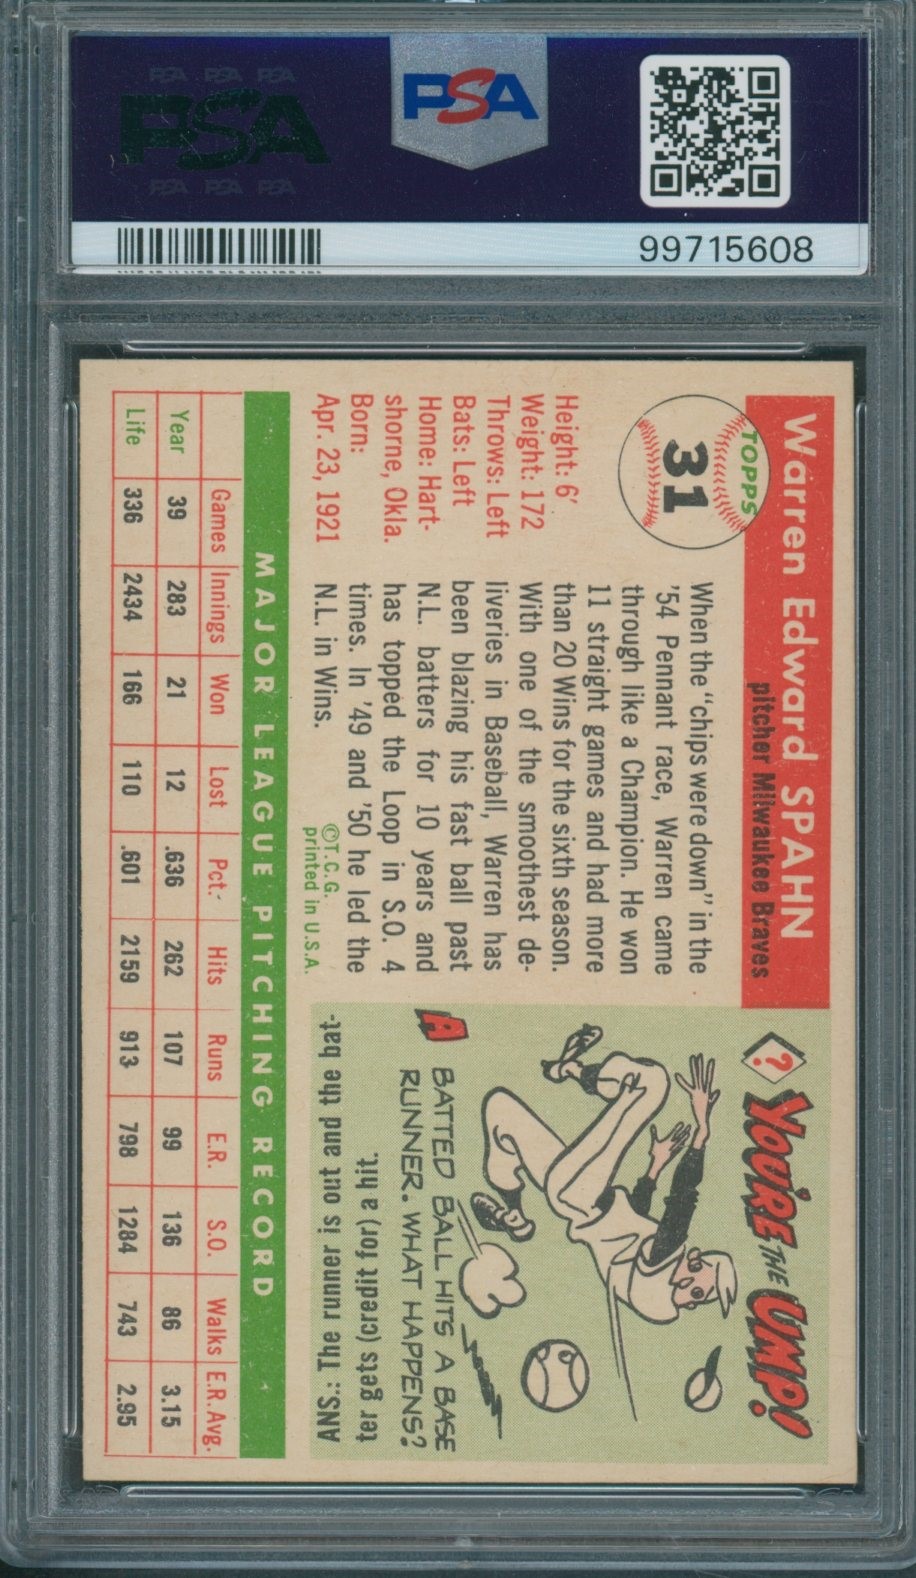 PSA PSA PSA
PSA
PSA PSA PSA
PSA
99715608
Warren Edward SPAHN
pitcher Milwaukee Braves
TOPPS
31
Height: 6'
Weight: 172
Throws: Left
Bats: Left
Home: Hart-
shorne, Okla.
Born:
Apr. 23, 1921
When the "chips were down" in the
'54 Pennant race, Warren came
through like a Champion. He won
11 straight games and had more
than 20 Wins for the sixth season.
With one of the smoothest de-
liveries in Baseball, Warren has
been blazing his fast ball past
N.L. batters for 10 years and
has topped the Loop in S.O. 4
times. In '49 and '50 he led the
N.L. in Wins.
©T.C.G.
printed in U.S.A.
? YOU'RE THE UMP!
A BATTED BALL HITS A BASE
RUNNER. WHAT HAPPENS?
ANS.: The runner is out and the bat-
ter gets (credit for) a hit.
MAJOR LEAGUE PITCHING RECORD
Games Innings Won Lost Pct. Hits Runs E.R. S.O. Walks E.R.Avg.
Year 39 283 21 12 .636 262 107 99 136 86 3.15
Life 336 2434 166 110 .601 2159 913 798 1284 743 2.95